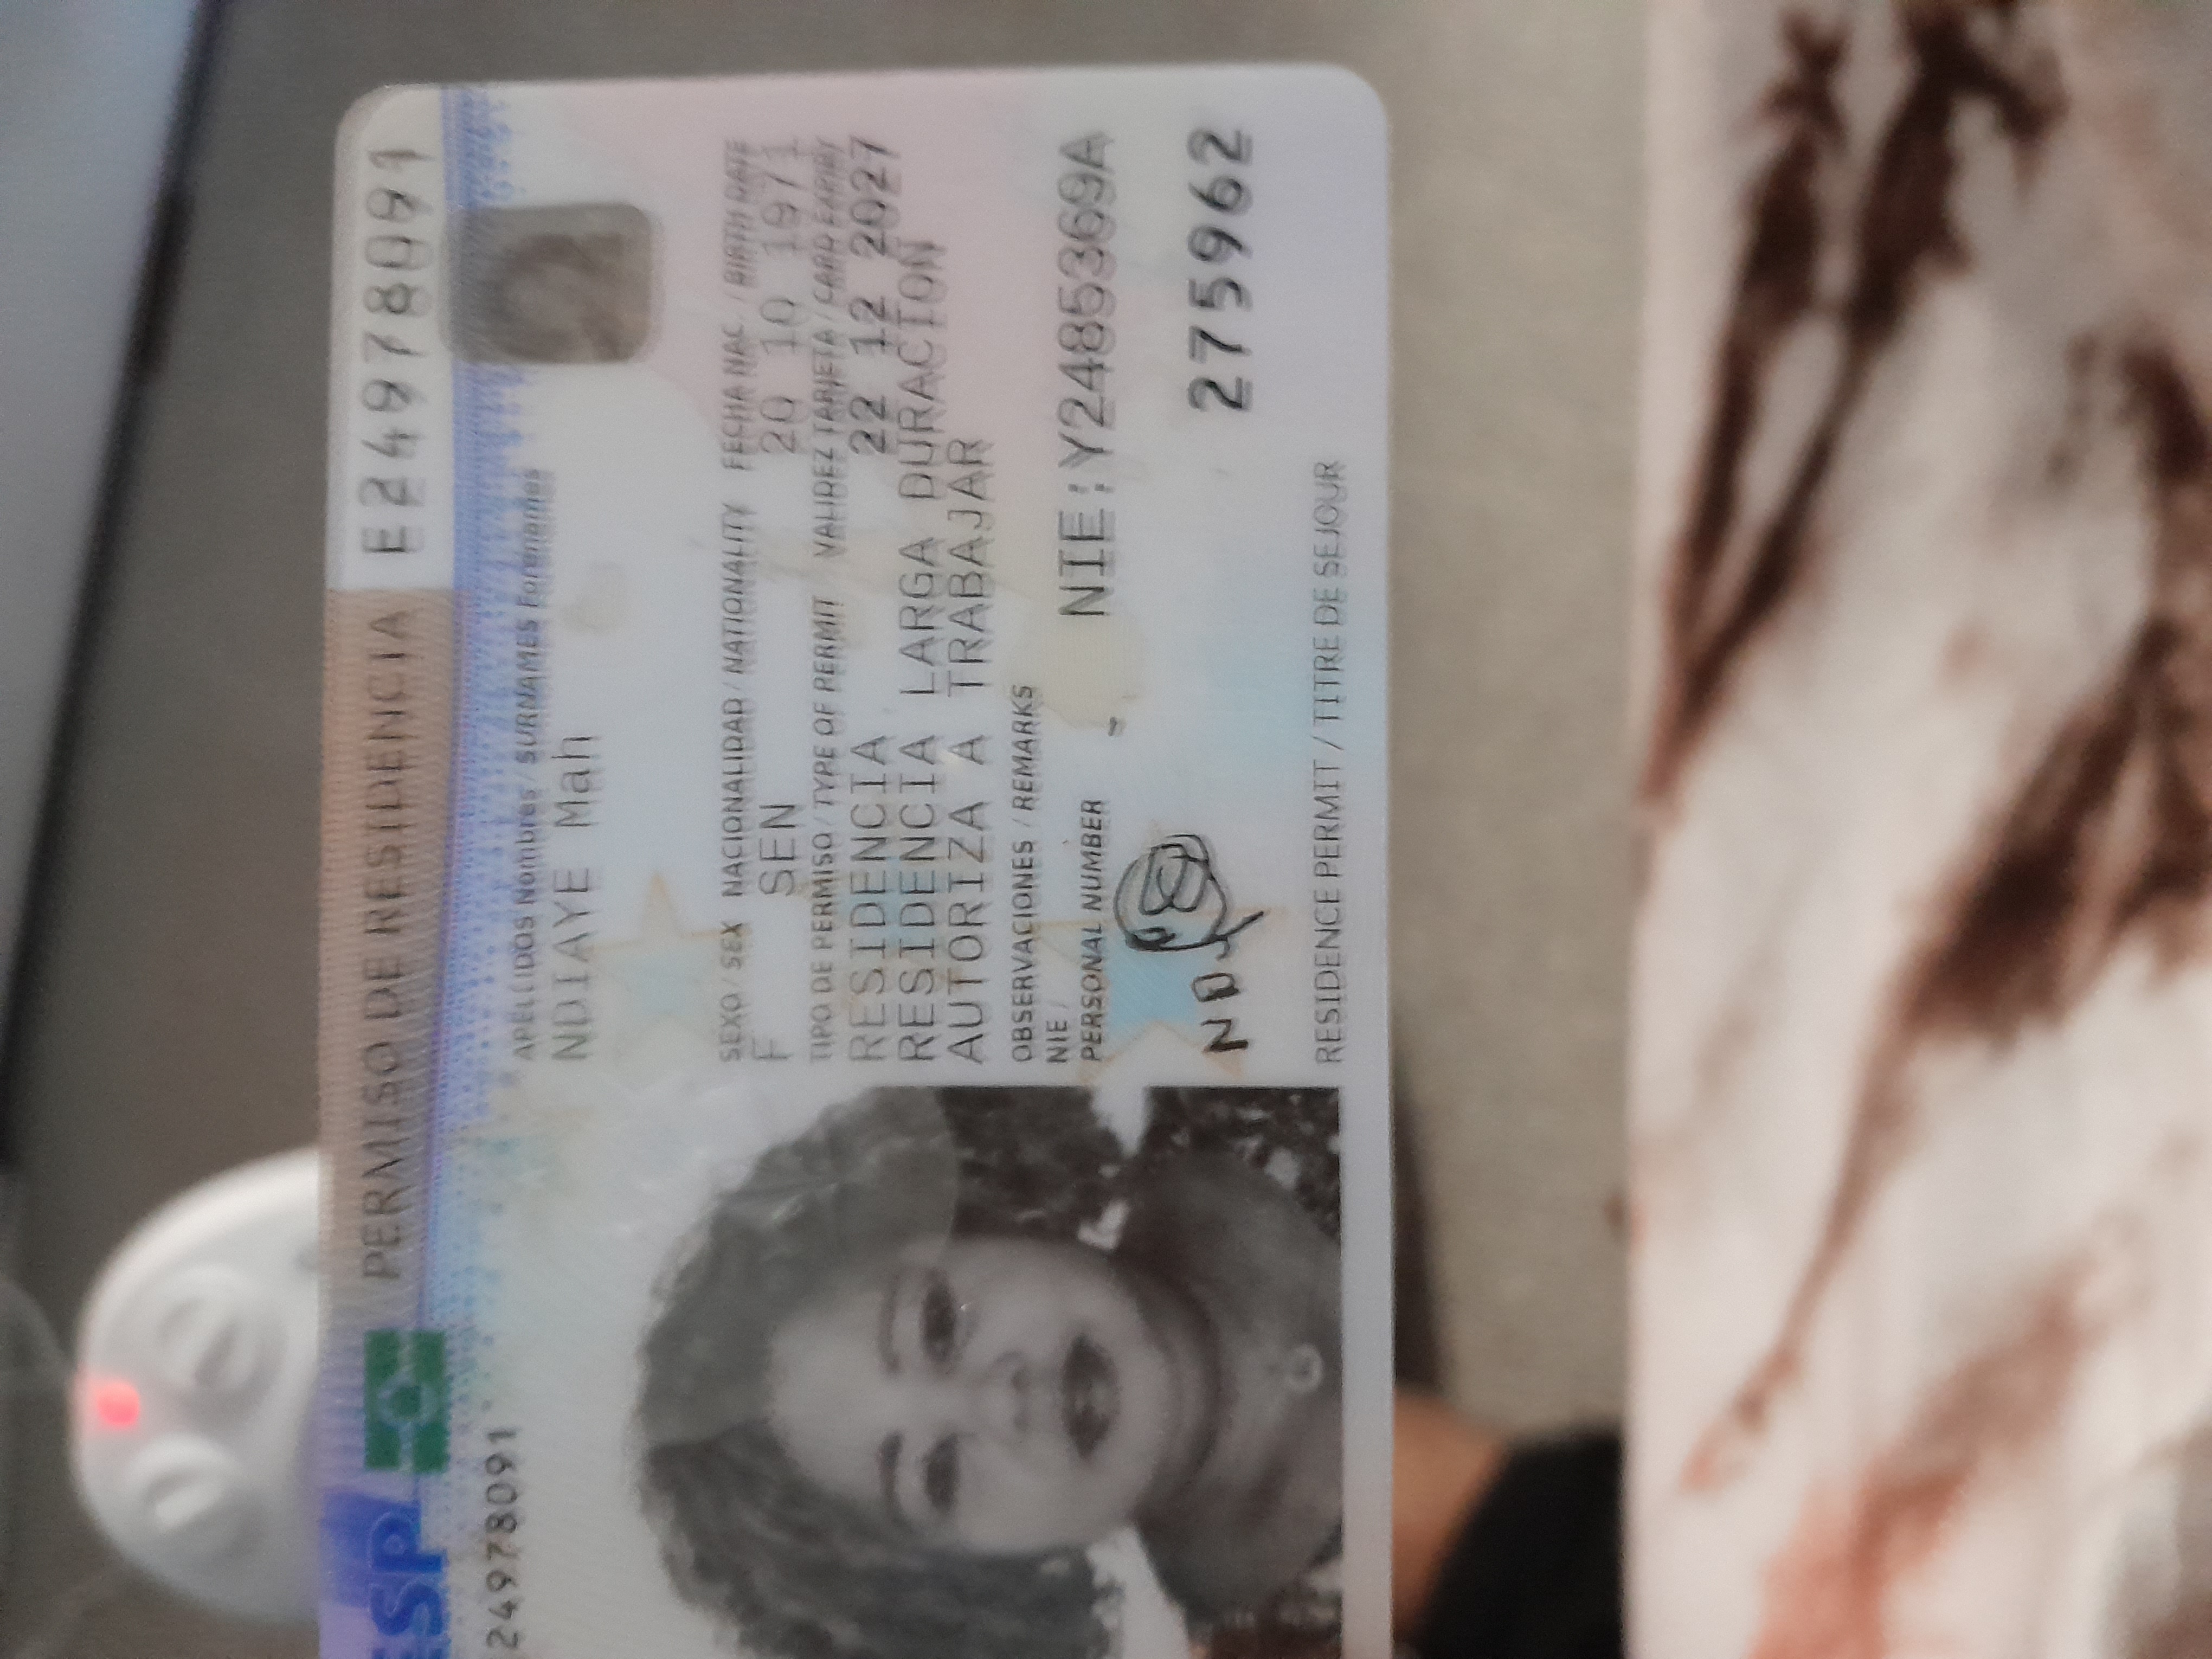 ESP PERMISO DE RESIDENCIA E24978091
24978091
APELLIDOS Nombres / SURNAMES Forenames
NDIAYE Mah
SEXO / SEX NACIONALIDAD / NATIONALITY FECHA NAC. / BIRTH DATE
F SEN 20 10 1971
TIPO DE PERMISO / TYPE OF PERMIT VALIDEZ TARJETA / CARD EXPIRY
RESIDENCIA 22 12 2027
RESIDENCIA LARGA DURACION
AUTORIZA A TRABAJAR
OBSERVACIONES / REMARKS
NIE /
PERSONAL NUMBER NIE:Y2485369A
ND
275962
RESIDENCE PERMIT / TITRE DE SEJOUR